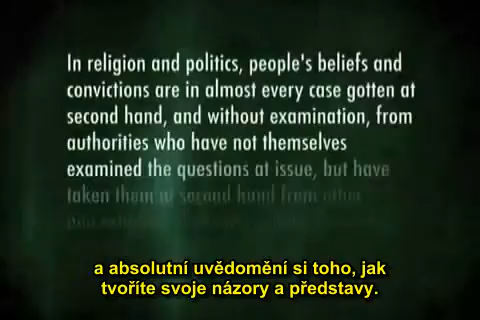 In religion and politics, people's beliefs and
convictions are in almost every case gotten at
second hand, and without examination, from
authorities who have not themselves
examined the questions at issue, but have
taken them at second hand from other
a absolutní uvědomění si toho, jak
tvoříte svoje názory a představy.